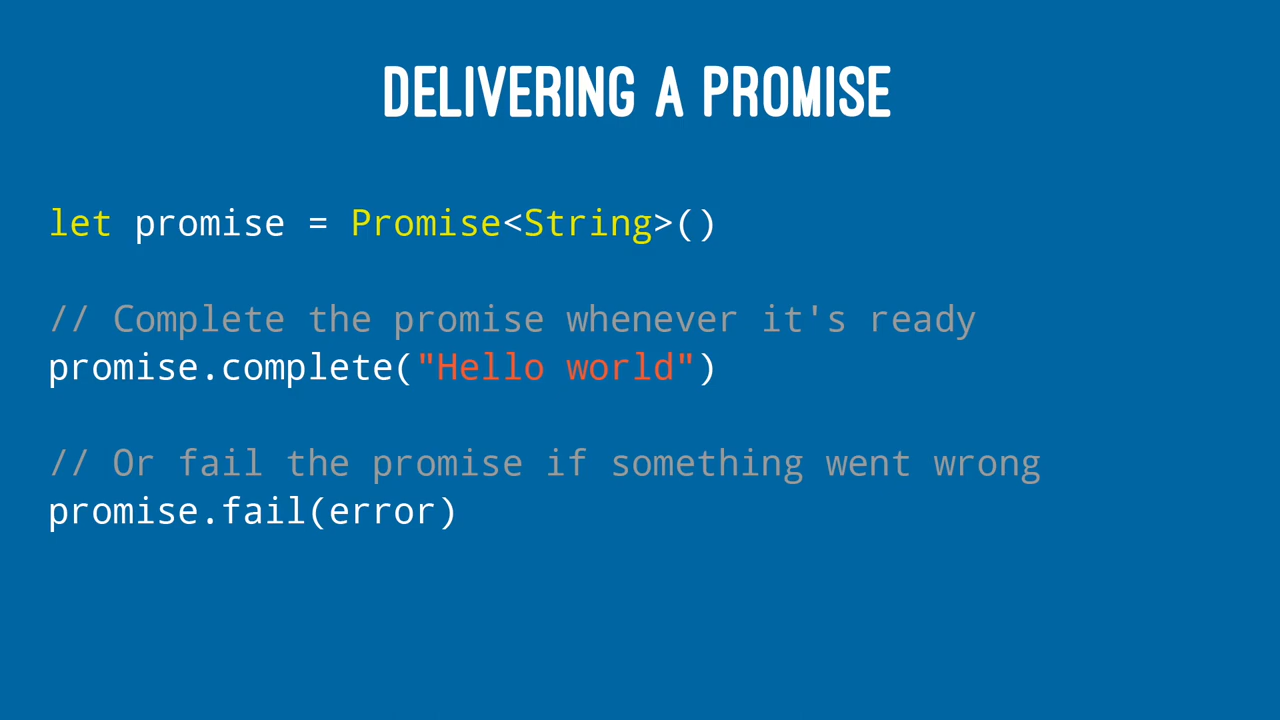 DELIVERING A PROMISE
let promise = Promise<String>()
// Complete the promise whenever it's ready
promise.complete("Hello world")
// Or fail the promise if something went wrong
promise.fail(error)